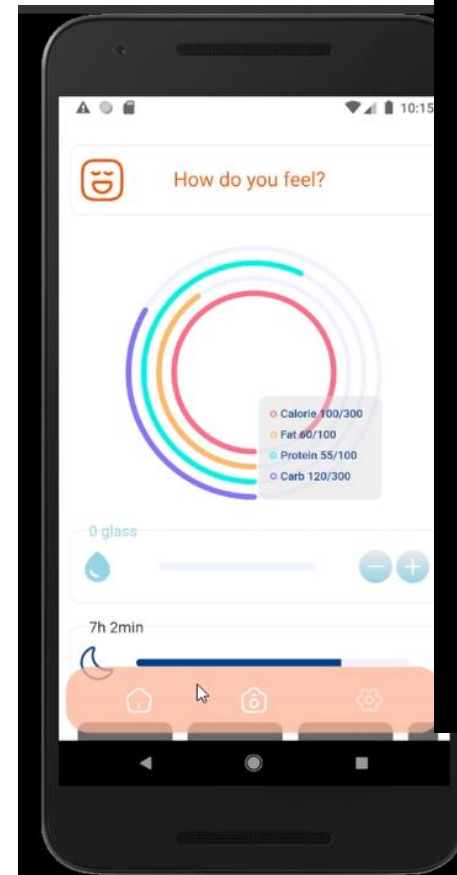 10:15
How do you feel?
Calorie 100/300
Fat 60/100
Protein 55/100
Carb 120/300
0 glass
7h 2min